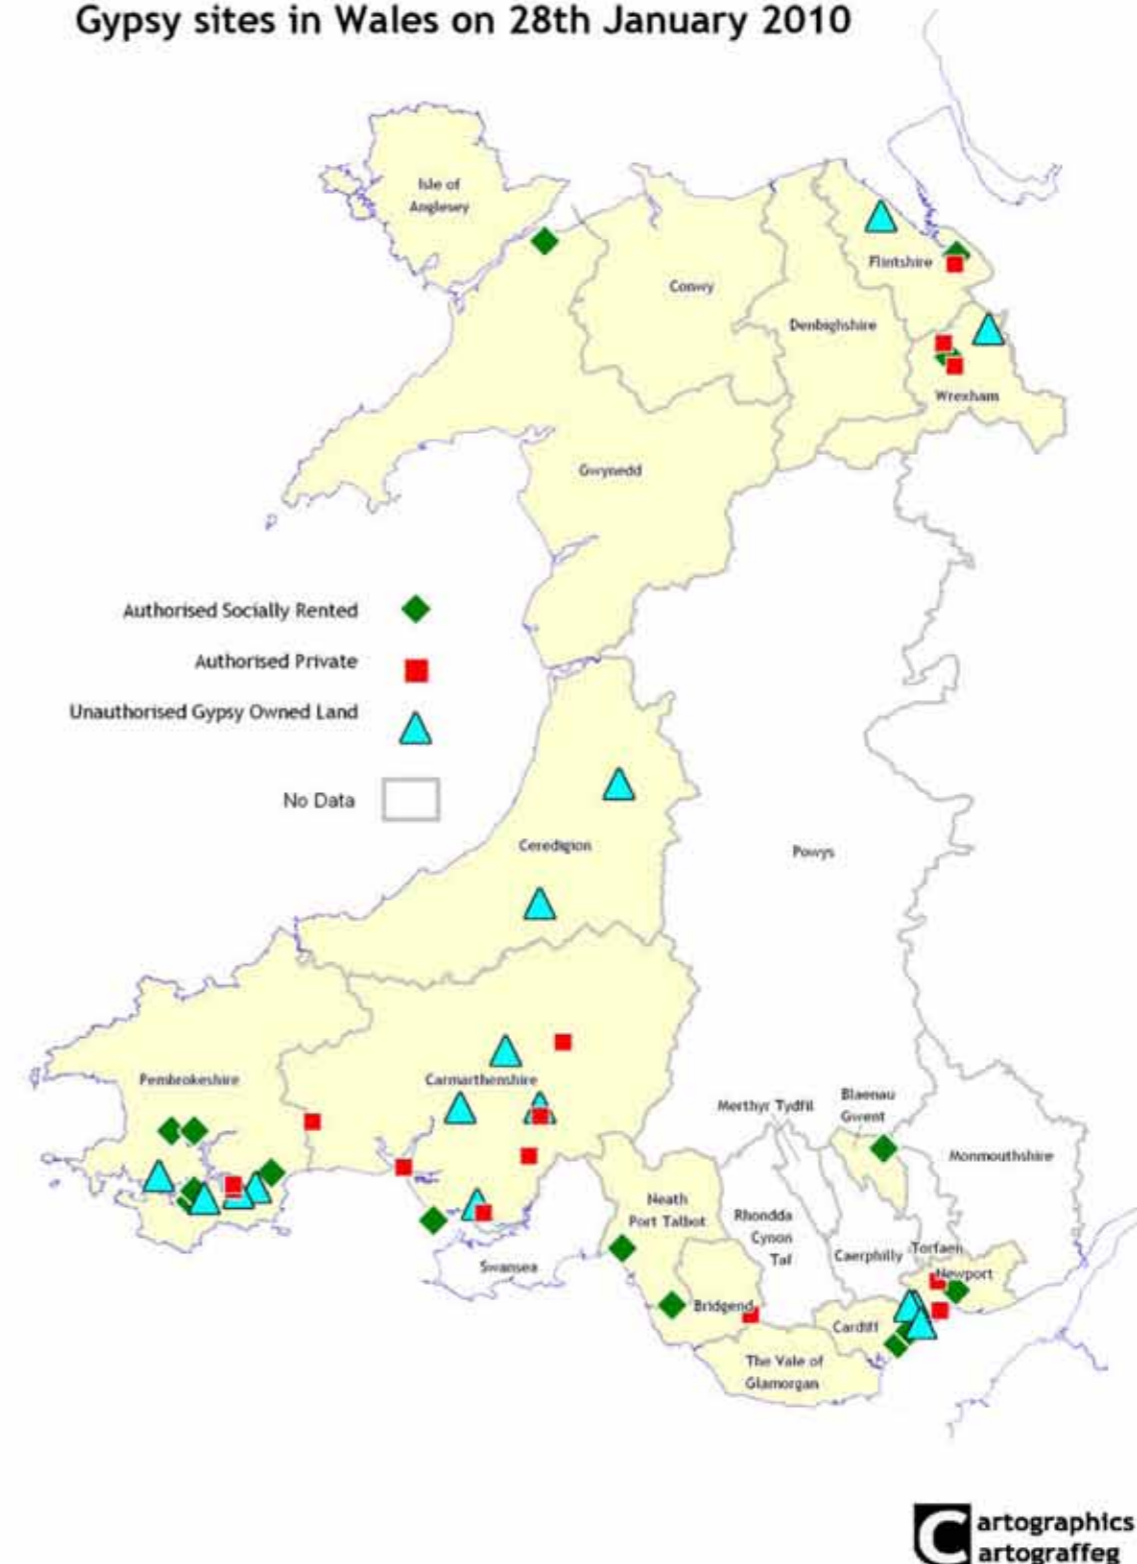 Gypsy sites in Wales on 28th January 2010
Isle of
Anglesey
Flintshire
Conwy
Denbighshire
Wrexham
Gwynedd
Authorised Socially Rented
Authorised Private
Unauthorised Gypsy Owned Land
No Data
Ceredigion
Powys
Pembrokeshire
Carmarthenshire
Merthyr Tydfil
Blaenau
Gwent
Monmouthshire
Neath
Port Talbot
Rhondda
Cynon
Taf
Caerphilly
Torfaen
Newport
Swansea
Bridgend
Cardiff
The Vale of
Glamorgan
Cartographics
artograffeg